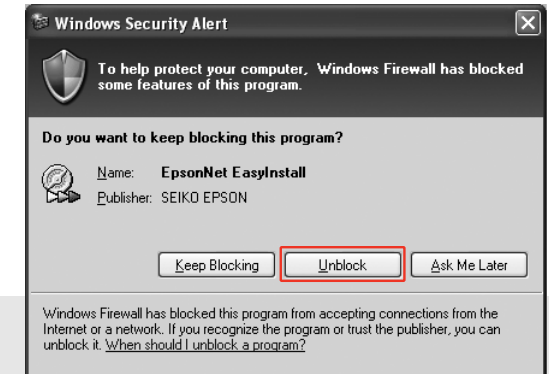 Windows Security Alert
To help protect your computer, Windows Firewall has blocked
some features of this program.
Do you want to keep blocking this program?
Name: EpsonNet EasyInstall
Publisher: SEIKO EPSON
Keep Blocking Unblock Ask Me Later
Windows Firewall has blocked this program from accepting connections from the
Internet or a network. If you recognize the program or trust the publisher, you can
unblock it. When should I unblock a program?